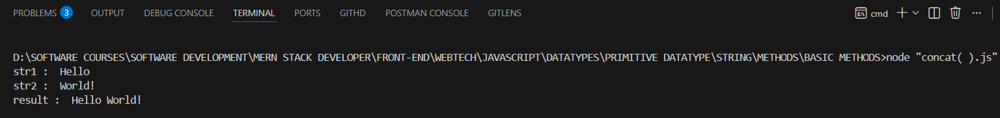 PROBLEMS 3 OUTPUT DEBUG CONSOLE TERMINAL PORTS GITHD POSTMAN CONSOLE GITLENS cmd
D:\SOFTWARE COURSES\SOFTWARE DEVELOPMENT\MERN STACK DEVELOPER\FRONT-END\WEBTECH\JAVASCRIPT\DATATYPES\PRIMITIVE DATATYPE\STRING\METHODS\BASIC METHODS>node "concat( ).js"
str1 :  Hello
str2 :  World!
result :  Hello World!